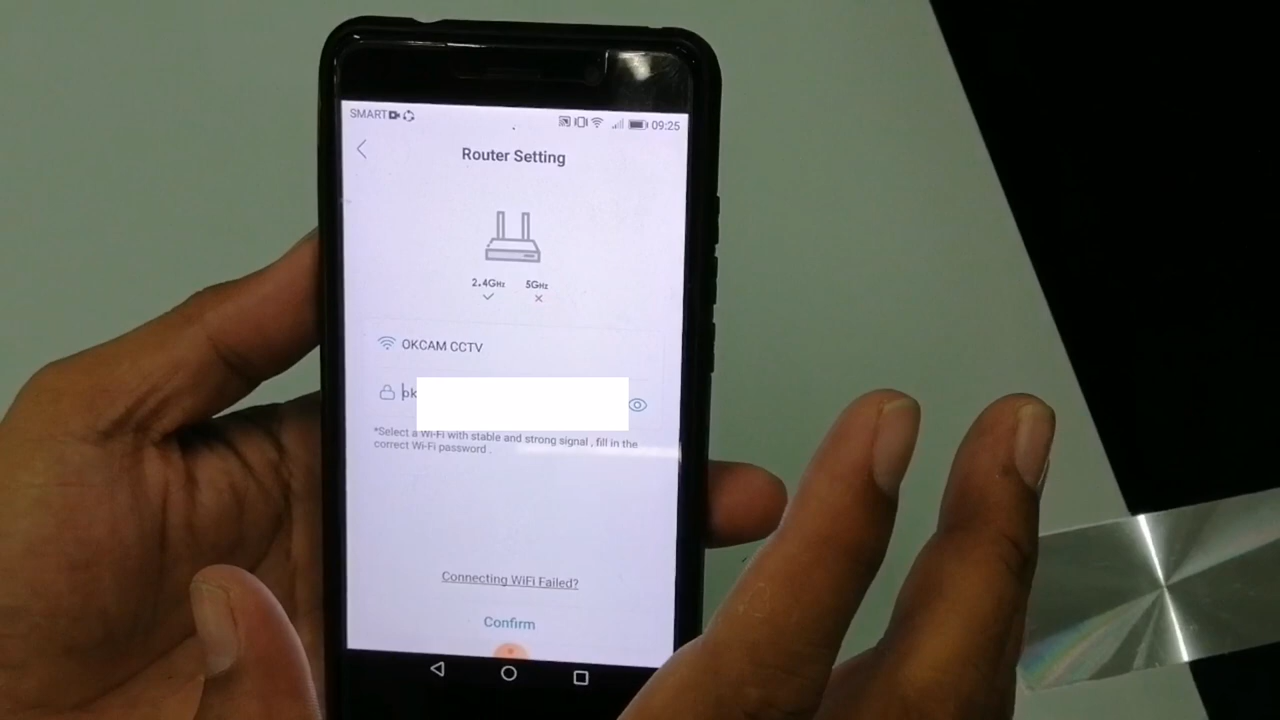 SMART 09:25
Router Setting
2.4GHz 5GHz
OKCAM CCTV
*Select a Wi-Fi with stable and strong signal , fill in the
correct Wi-Fi password .
Connecting WiFi Failed?
Confirm